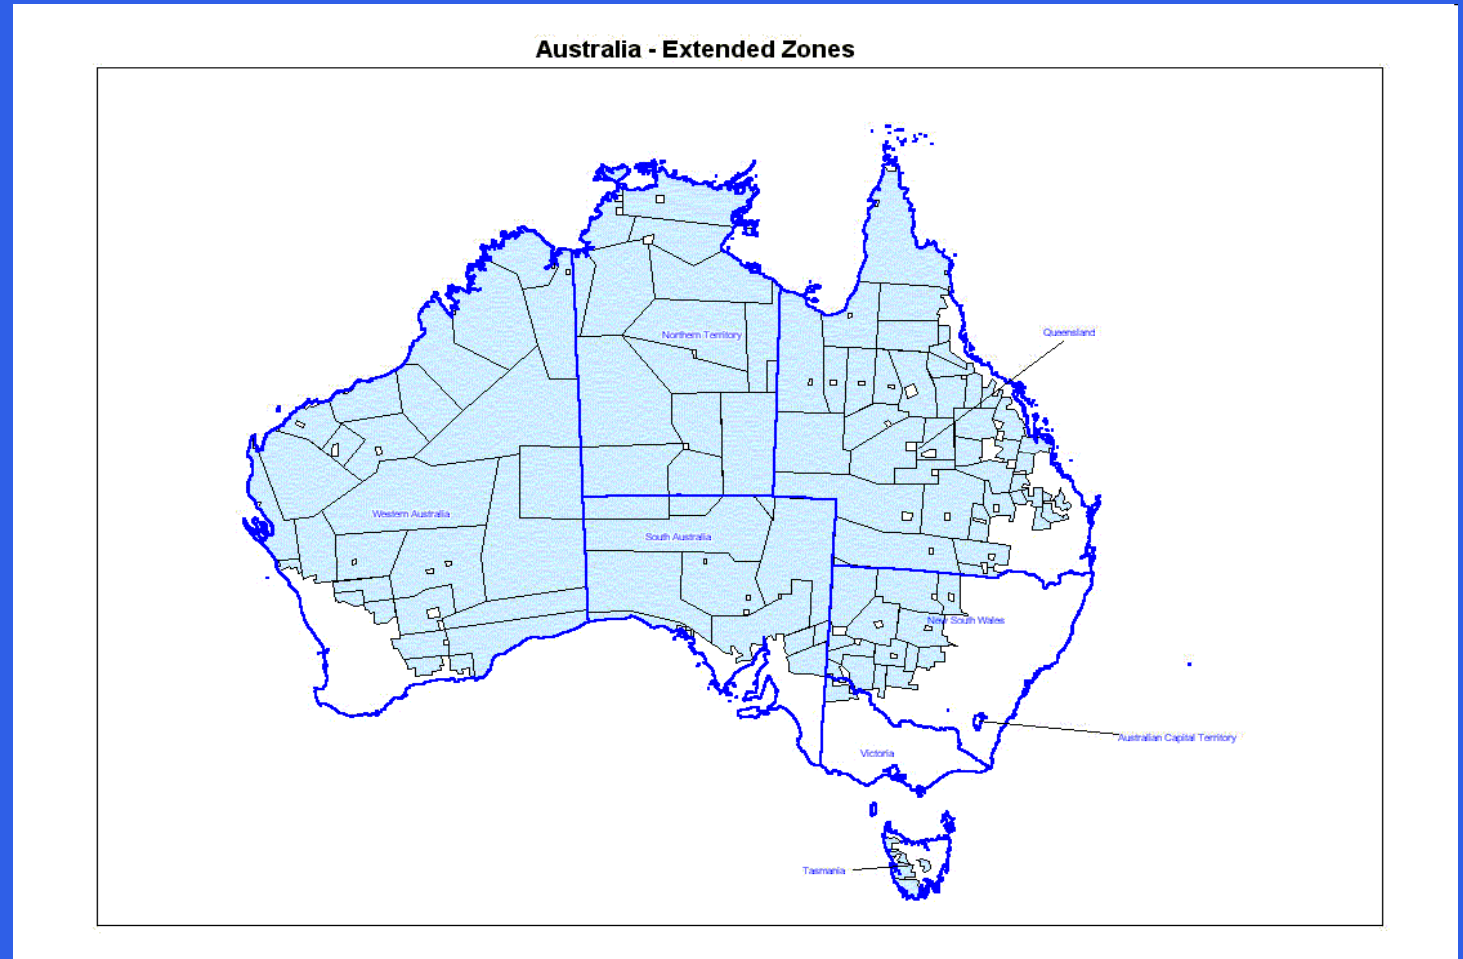 Australia - Extended Zones
Queensland
Northern Territory
Western Australia
South Australia
New South Wales
Australian Capital Territory
Victoria
Tasmania